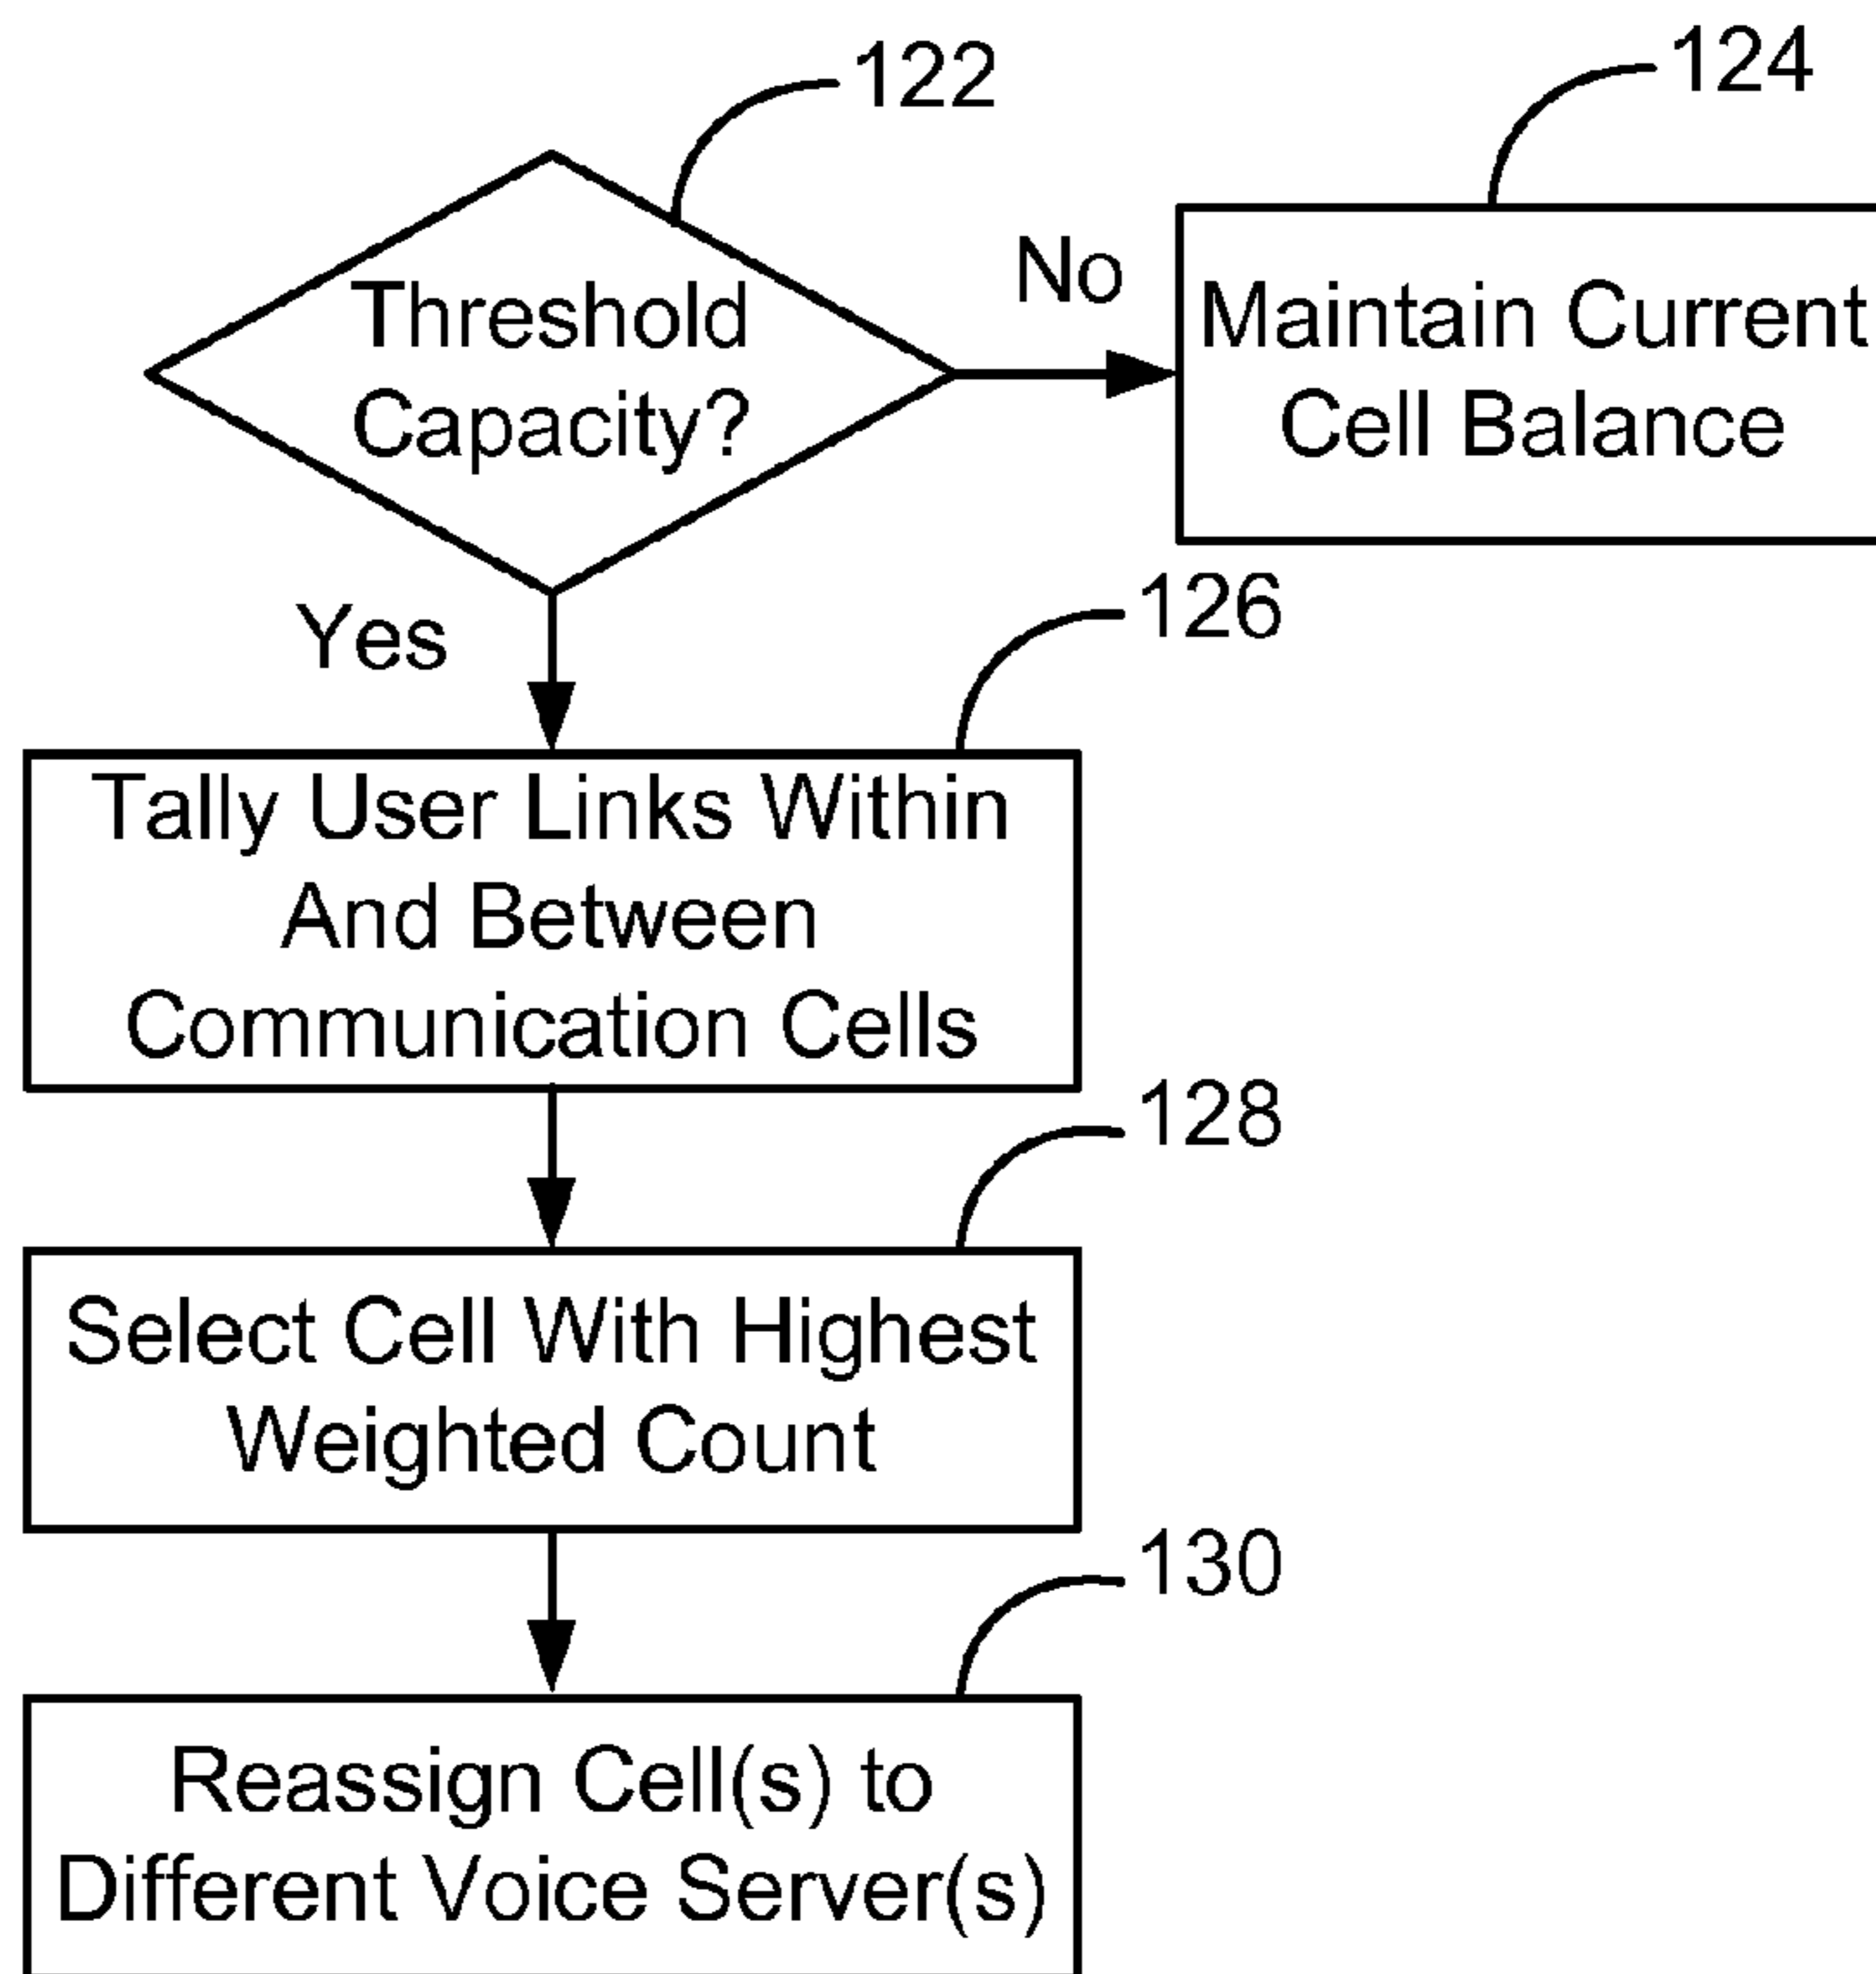 122
124
Threshold
Capacity?
No
Maintain Current
Cell Balance
Yes
126
Tally User Links Within
And Between
Communication Cells
128
Select Cell With Highest
Weighted Count
130
Reassign Cell(s) to
Different Voice Server(s)